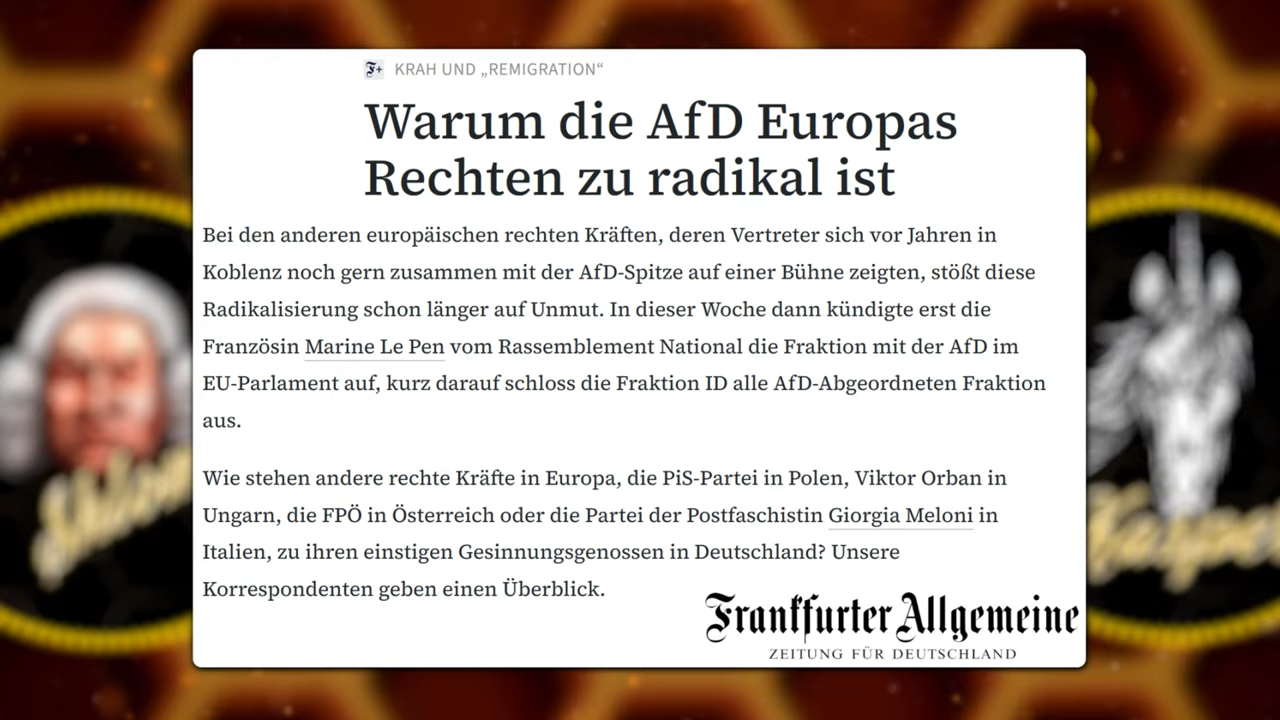 F+ KRAH UND „REMIGRATION“
Warum die AfD Europas
Rechten zu radikal ist
Bei den anderen europäischen rechten Kräften, deren Vertreter sich vor Jahren in
Koblenz noch gern zusammen mit der AfD-Spitze auf einer Bühne zeigten, stößt diese
Radikalisierung schon länger auf Unmut. In dieser Woche dann kündigte erst die
Französin Marine Le Pen vom Rassemblement National die Fraktion mit der AfD im
EU-Parlament auf, kurz darauf schloss die Fraktion ID alle AfD-Abgeordneten Fraktion
aus.
Wie stehen andere rechte Kräfte in Europa, die PiS-Partei in Polen, Viktor Orban in
Ungarn, die FPÖ in Österreich oder die Partei der Postfaschistin Giorgia Meloni in
Italien, zu ihren einstigen Gesinnungsgenossen in Deutschland? Unsere
Korrespondenten geben einen Überblick.
Frankfurter Allgemeine
ZEITUNG FÜR DEUTSCHLAND